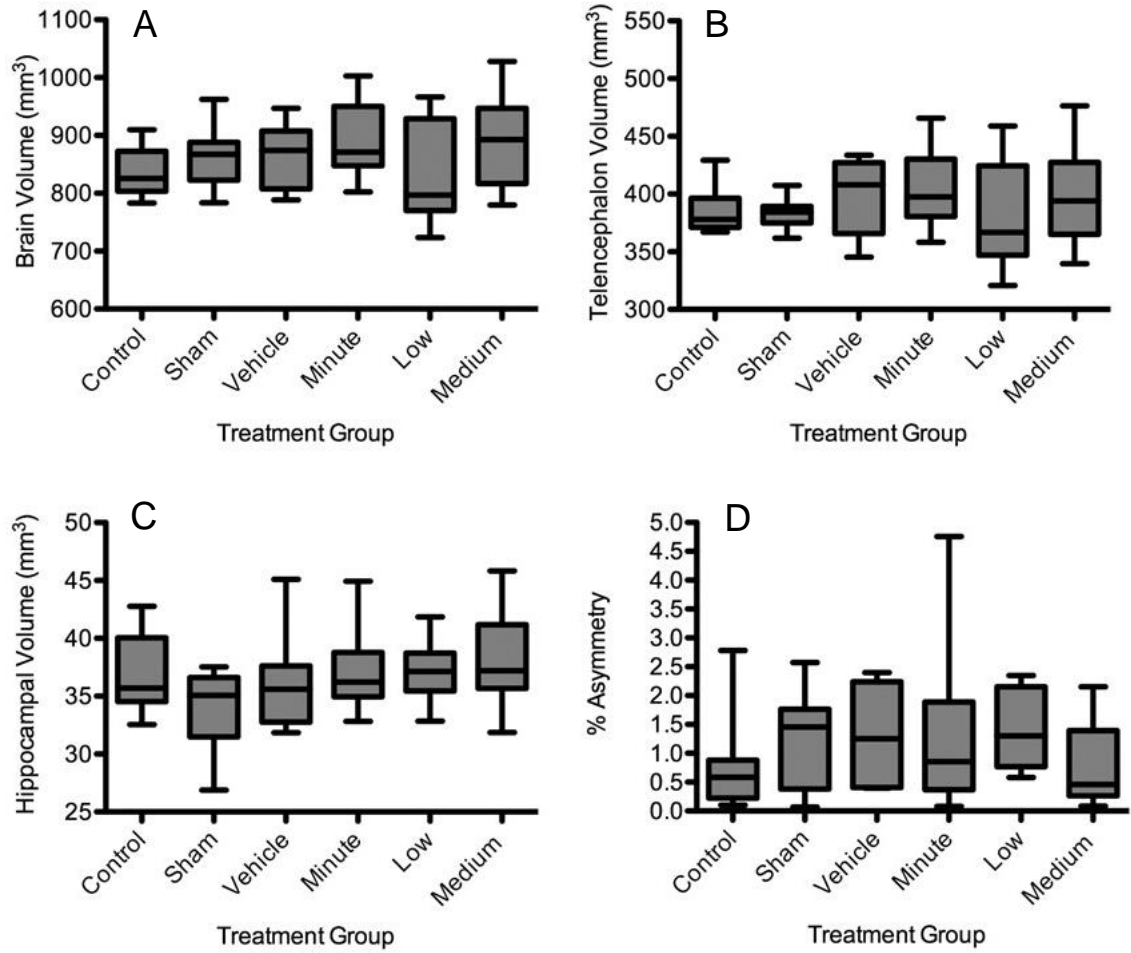 A
Brain Volume (mm³)
1100
1000
900
800
700
600
Control
Sham
Vehicle
Minute
Low
Medium
Treatment Group
B
Telencephalon Volume (mm³)
550
500
450
400
350
300
Control
Sham
Vehicle
Minute
Low
Medium
Treatment Group
C
Hippocampal Volume (mm³)
50
45
40
35
30
25
Control
Sham
Vehicle
Minute
Low
Medium
Treatment Group
D
% Asymmetry
5.0
4.5
4.0
3.5
3.0
2.5
2.0
1.5
1.0
0.5
0.0
Control
Sham
Vehicle
Minute
Low
Medium
Treatment Group